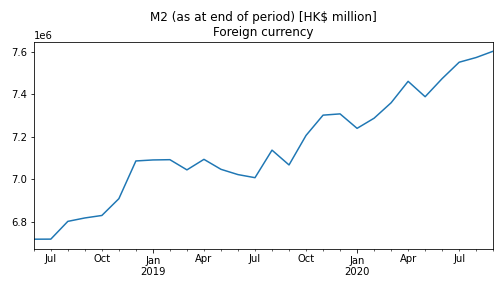 M2 (as at end of period) [HK$ million]
Foreign currency
1e6
7.6
7.4
7.2
7.0
6.8
Jul Oct Jan Apr Jul Oct Jan Apr Jul
2019 2020